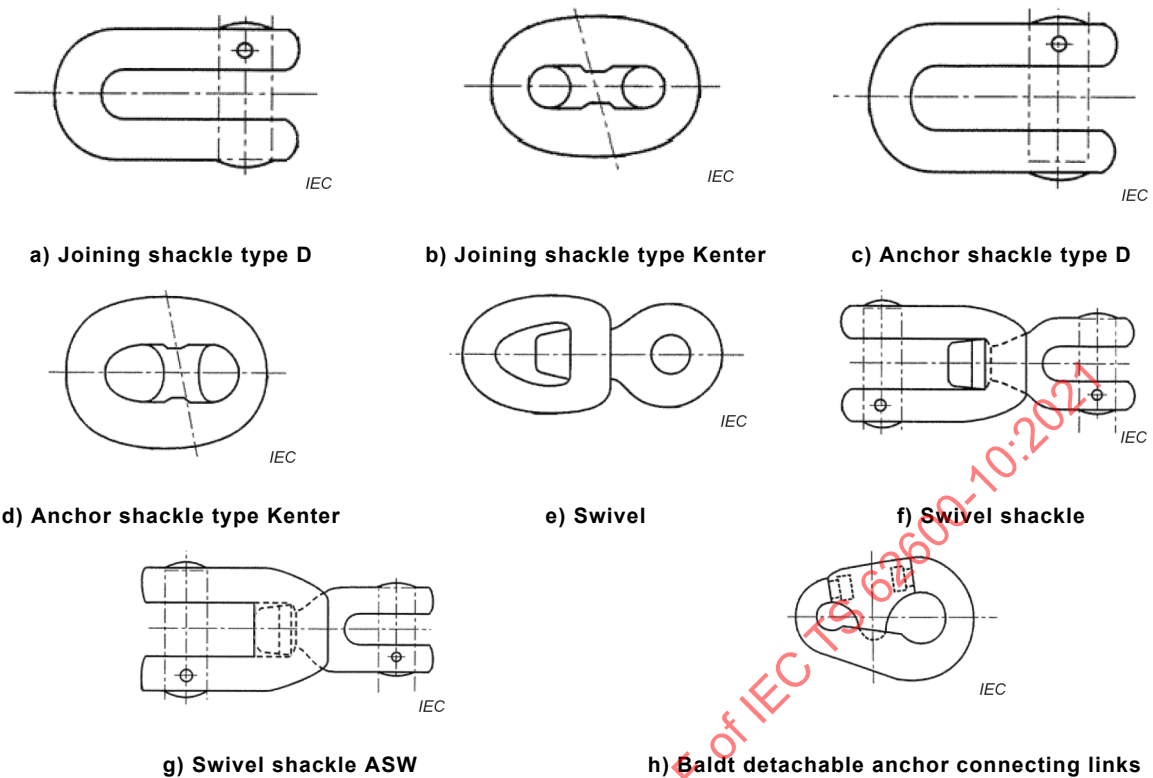 IEC
IEC
IEC
a) Joining shackle type D
b) Joining shackle type Kenter
c) Anchor shackle type D
IEC
IEC
IEC
d) Anchor shackle type Kenter
e) Swivel
f) Swivel shackle
IEC
IEC
g) Swivel shackle ASW
h) Baldt detachable anchor connecting links
of IEC TS 62600-10:2021